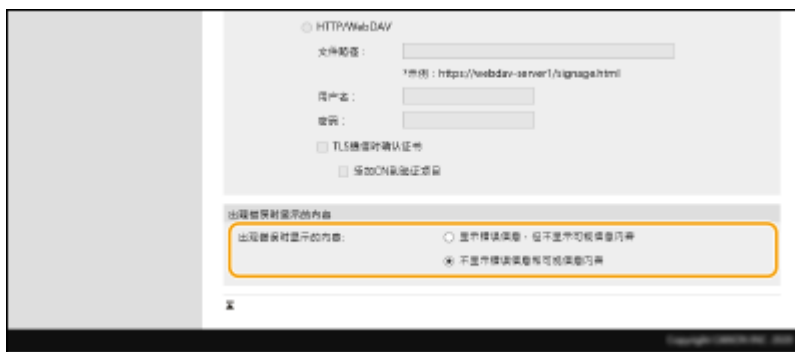 HTTP/WebDAV
文件路径：
*示例：https://webdav-server1/signage.html
用户名：
密码：
TLS通信时确认证书
添加CN到验证项目
出现错误时显示的内容
出现错误时显示的内容:
显示错误信息，但不显示可视信息内容
不显示错误信息和可视信息内容
Copyright CANON INC. 2020